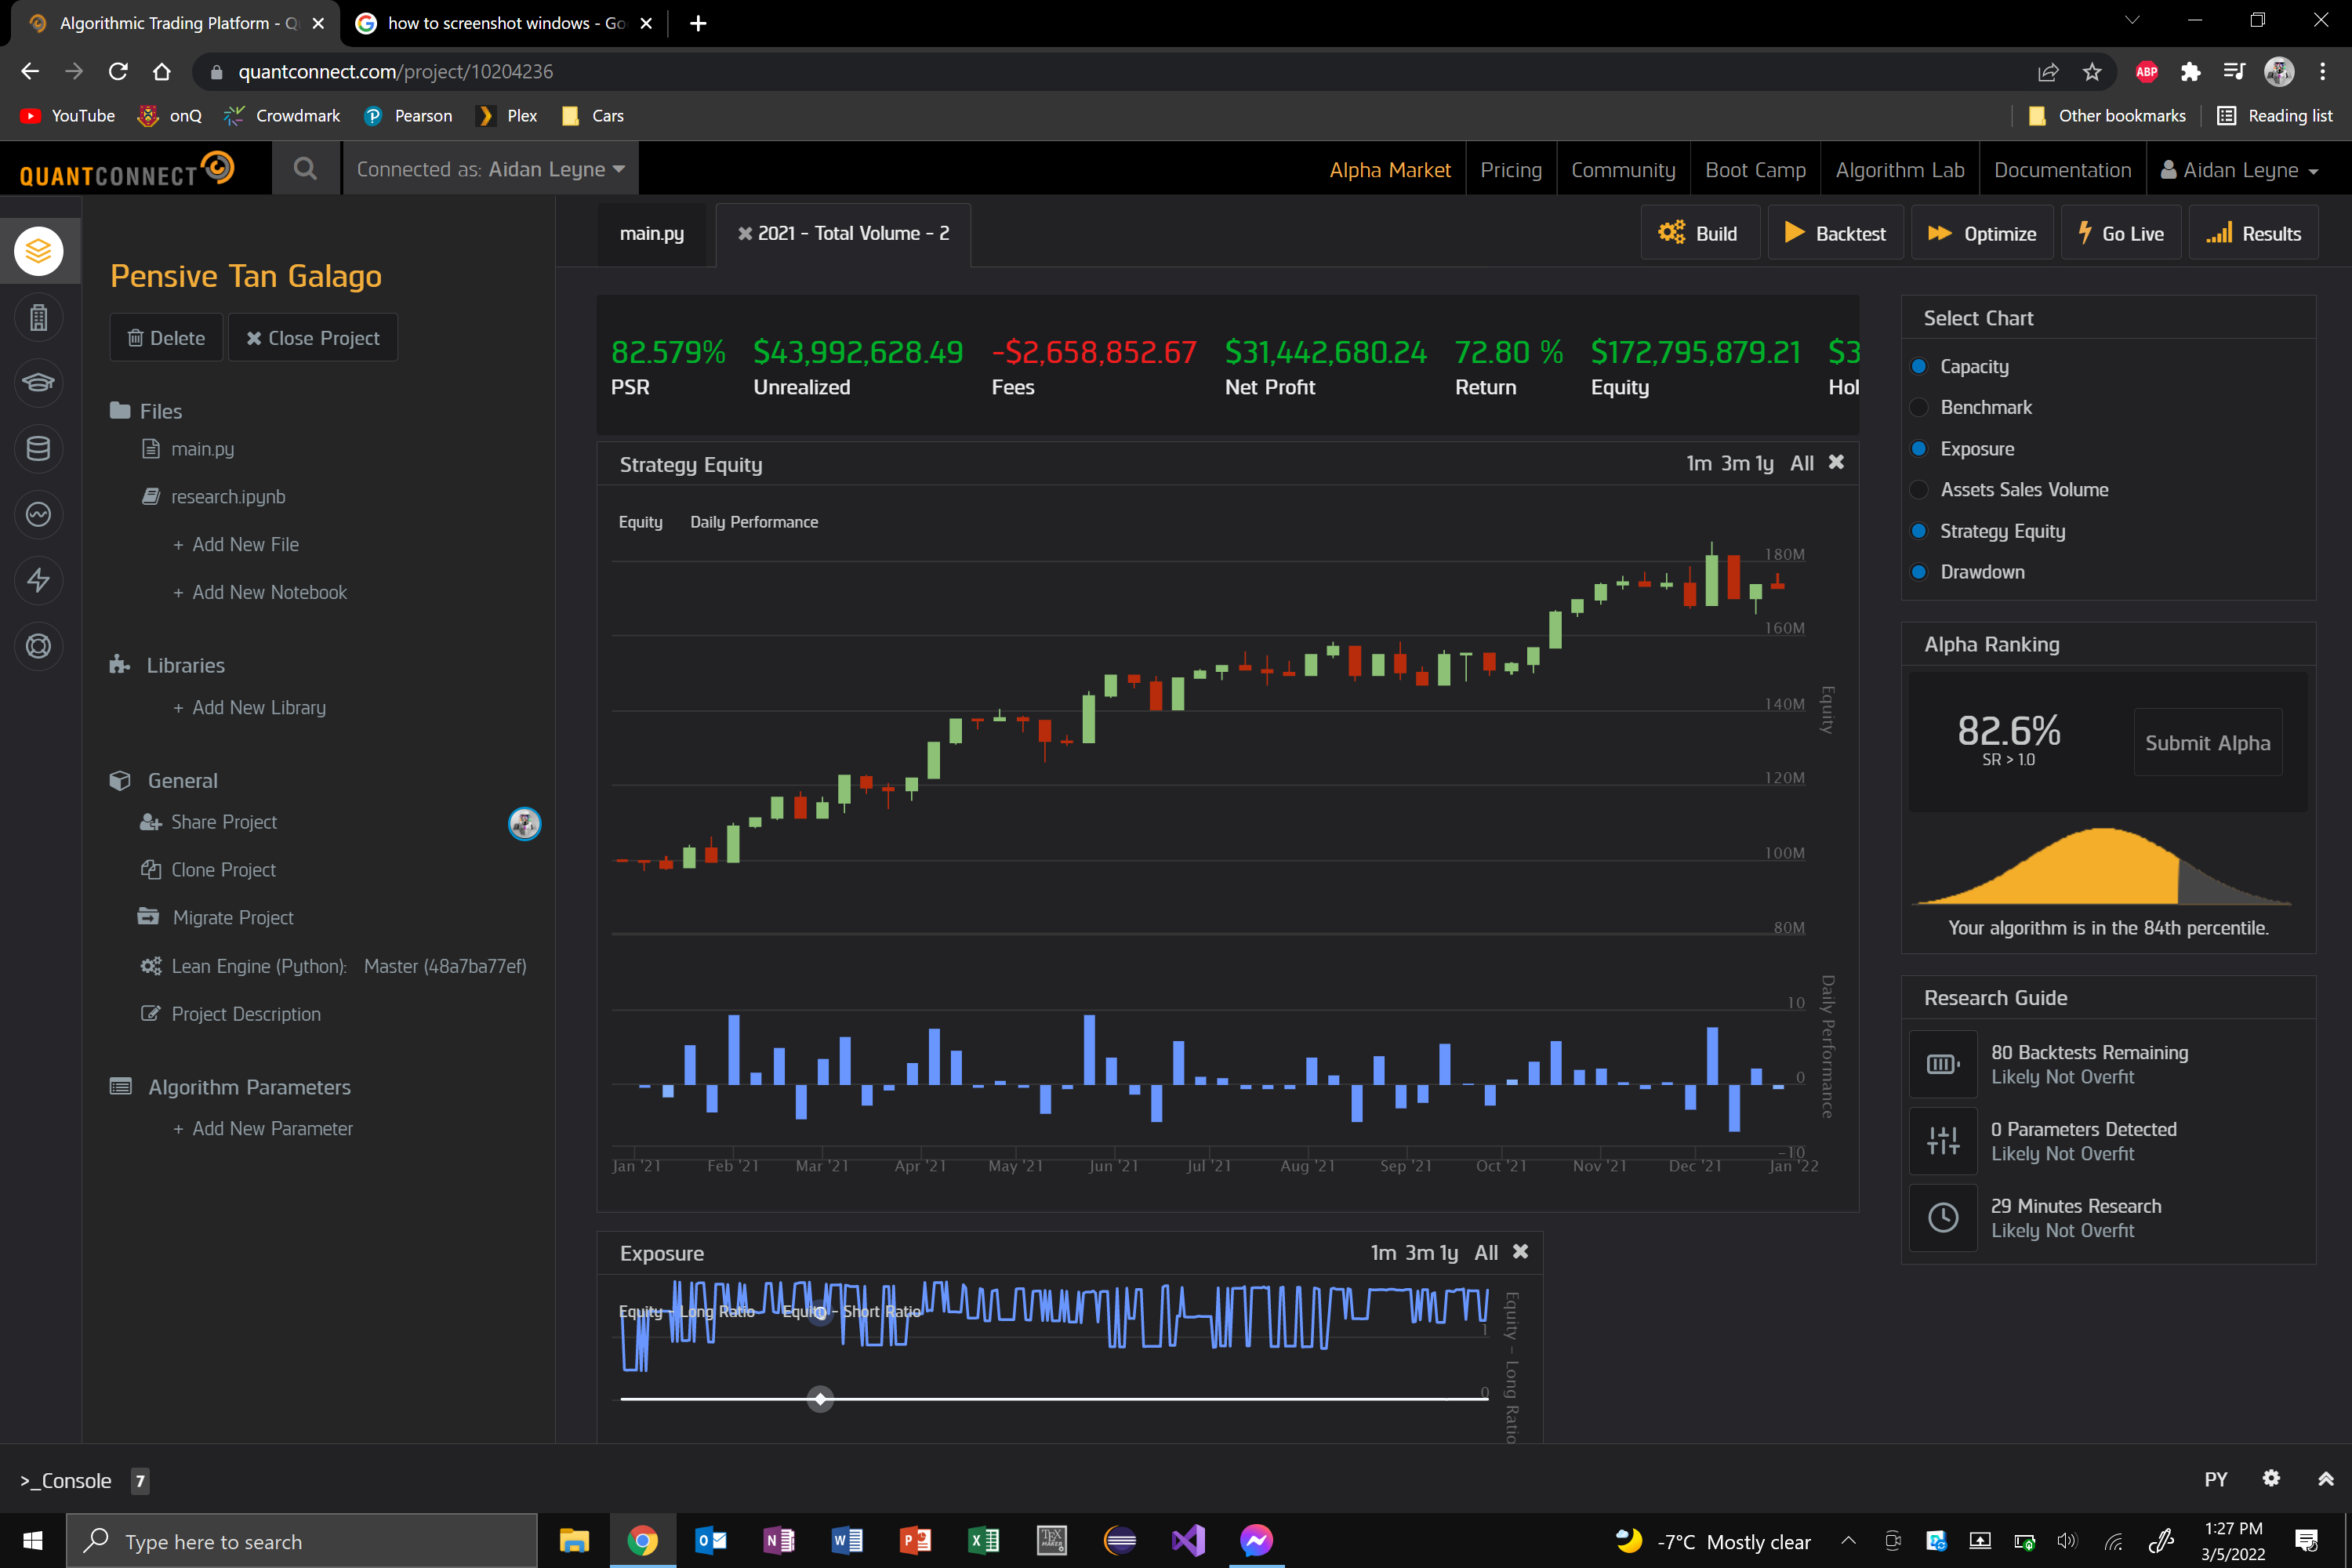 Algorithmic Trading Platform - Q
how to screenshot windows - Go
quantconnect.com/project/10204236
ABP
YouTube onQ Crowdmark Pearson Plex Cars Other bookmarks Reading list
QUANTCONNECT Connected as: Aidan Leyne Alpha Market Pricing Community Boot Camp Algorithm Lab Documentation Aidan Leyne
main.py 2021 - Total Volume - 2 Build Backtest Optimize Go Live Results
Pensive Tan Galago
Delete Close Project
Files
main.py
research.ipynb
+ Add New File
+ Add New Notebook
Libraries
+ Add New Library
General
Share Project
Clone Project
Migrate Project
Lean Engine (Python): Master (48a7ba77ef)
Project Description
Algorithm Parameters
+ Add New Parameter
82.579% $43,992,628.49 -$2,658,852.67 $31,442,680.24 72.80 % $172,795,879.21 $3
PSR Unrealized Fees Net Profit Return Equity Hol
Strategy Equity 1m 3m 1y All
Equity Daily Performance
180M
160M
140M
120M
100M
80M
Equity
10
0
-10
Daily Performance
Jan '21 Feb '21 Mar '21 Apr '21 May '21 Jun '21 Jul '21 Aug '21 Sep '21 Oct '21 Nov '21 Dec '21 Jan '22
Exposure 1m 3m 1y All
Equity - Long Ratio Equity - Short Ratio
1
0
Equity - Long Ratio
Select Chart
Capacity
Benchmark
Exposure
Assets Sales Volume
Strategy Equity
Drawdown
Alpha Ranking
82.6%
SR > 1.0
Submit Alpha
Your algorithm is in the 84th percentile.
Research Guide
80 Backtests Remaining
Likely Not Overfit
0 Parameters Detected
Likely Not Overfit
29 Minutes Research
Likely Not Overfit
>_Console 7 PY
Type here to search
-7°C Mostly clear
1:27 PM
3/5/2022